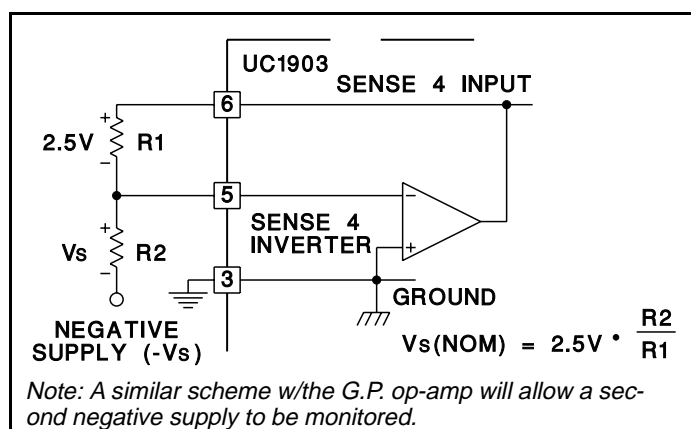 UC1903
SENSE 4 INPUT
6
+
2.5V
R1
−
5
−
+
SENSE 4
INVERTER
+
Vs
R2
−
3
GROUND
NEGATIVE
SUPPLY (-Vs)
Vs(NOM) = 2.5V • R2
R1
Note: A similar scheme w/the G.P. op-amp will allow a sec-
ond negative supply to be monitored.